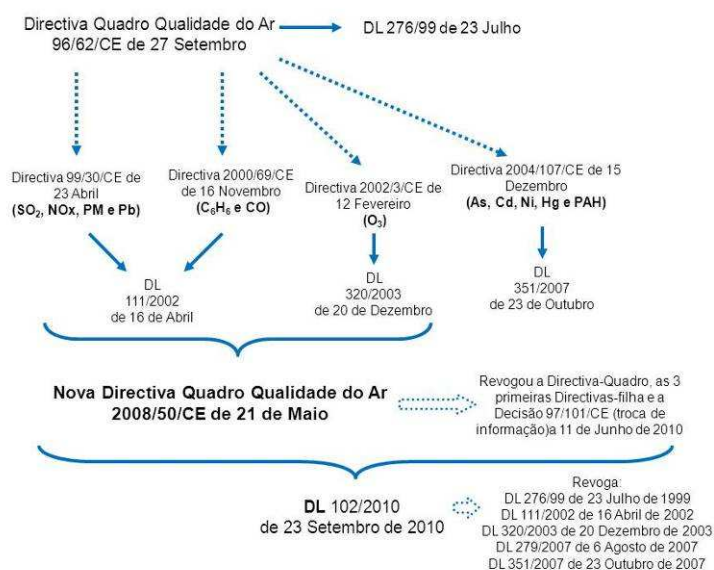 Directiva Quadro Qualidade do Ar
96/62/CE de 27 Setembro
DL 276/99 de 23 Julho
Directiva 99/30/CE de
23 Abril
(SO₂, NOx, PM e Pb)
Directiva 2000/69/CE
de 16 Novembro
(C₆H₆ e CO)
Directiva 2002/3/CE de
12 Fevereiro
(O₃)
Directiva 2004/107/CE de 15
Dezembro
(As, Cd, Ni, Hg e PAH)
DL
111/2002
de 16 de Abril
DL
320/2003
de 20 de Dezembro
DL
351/2007
de 23 de Outubro
Nova Directiva Quadro Qualidade do Ar
2008/50/CE de 21 de Maio
Revogou a Directiva-Quadro, as 3
primeiras Directivas-filha e a
Decisão 97/101/CE (troca de
informação)a 11 de Junho de 2010
DL 102/2010
de 23 Setembro de 2010
Revoga:
DL 276/99 de 23 Julho de 1999
DL 111/2002 de 16 Abril de 2002
DL 320/2003 de 20 Dezembro de 2003
DL 279/2007 de 6 Agosto de 2007
DL 351/2007 de 23 Outubro de 2007